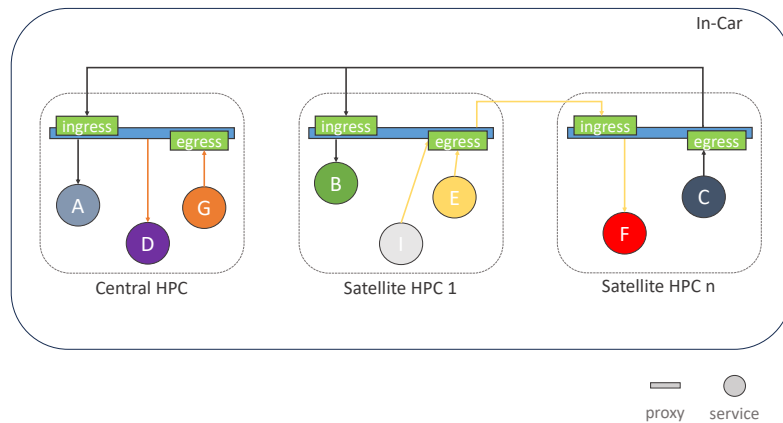 In-Car
ingress
egress
A
G
D
Central HPC
ingress
egress
B
E
I
Satellite HPC 1
ingress
egress
C
F
Satellite HPC n
proxy
service